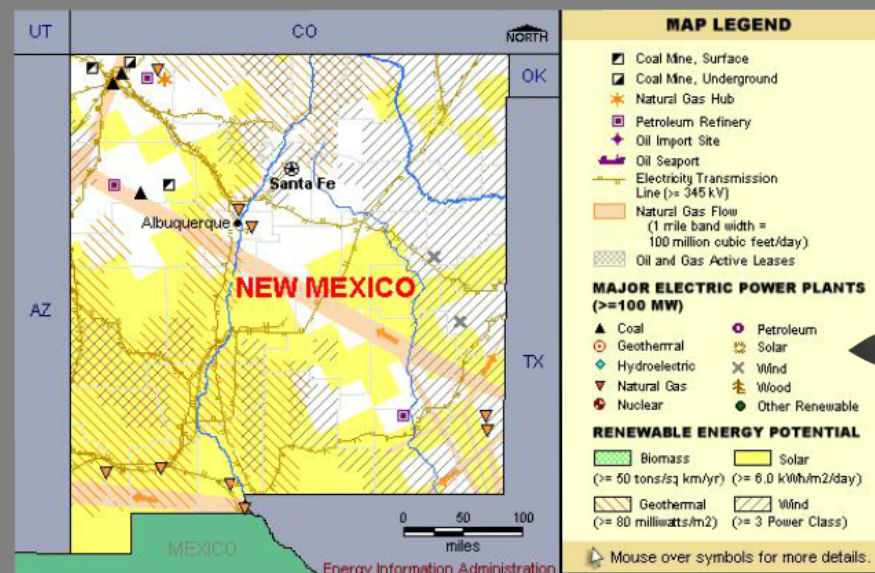 UT
CO
NORTH
OK
Santa Fe
Albuquerque
NEW MEXICO
AZ
TX
MEXICO
0 50 100
miles
Energy Information Administration
MAP LEGEND
Coal Mine, Surface
Coal Mine, Underground
Natural Gas Hub
Petroleum Refinery
Oil Import Site
Oil Seaport
Electricity Transmission
Line (>= 345 kV)
Natural Gas Flow
(1 mile band width =
100 million cubic feet/day)
Oil and Gas Active Leases
MAJOR ELECTRIC POWER PLANTS
(>=100 MW)
Coal Petroleum
Geothermal Solar
Hydroelectric Wind
Natural Gas Wood
Nuclear Other Renewable
RENEWABLE ENERGY POTENTIAL
Biomass Solar
(>= 50 tons/sq km/yr) (>= 6.0 kWh/m2/day)
Geothermal Wind
(>= 80 milliwatts/m2) (>= 3 Power Class)
Mouse over symbols for more details.